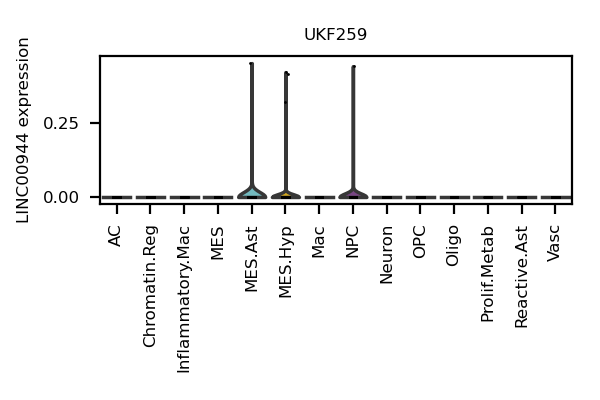 UKF259
LINC00944 expression
0.25
0.00
AC
Chromatin.Reg
Inflammatory.Mac
MES
MES.Ast
MES.Hyp
Mac
NPC
Neuron
OPC
Oligo
Prolif.Metab
Reactive.Ast
Vasc